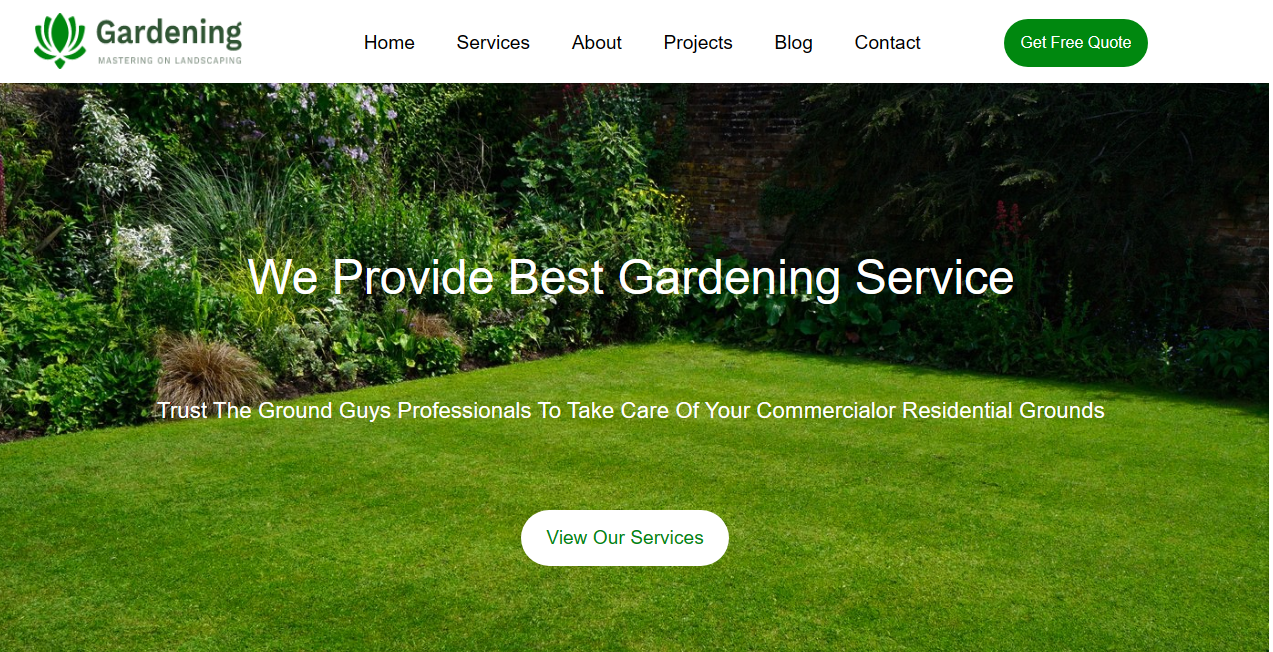 Gardening
MASTERING ON LANDSCAPING
Home Services About Projects Blog Contact Get Free Quote
We Provide Best Gardening Service
Trust The Ground Guys Professionals To Take Care Of Your Commercialor Residential Grounds
View Our Services